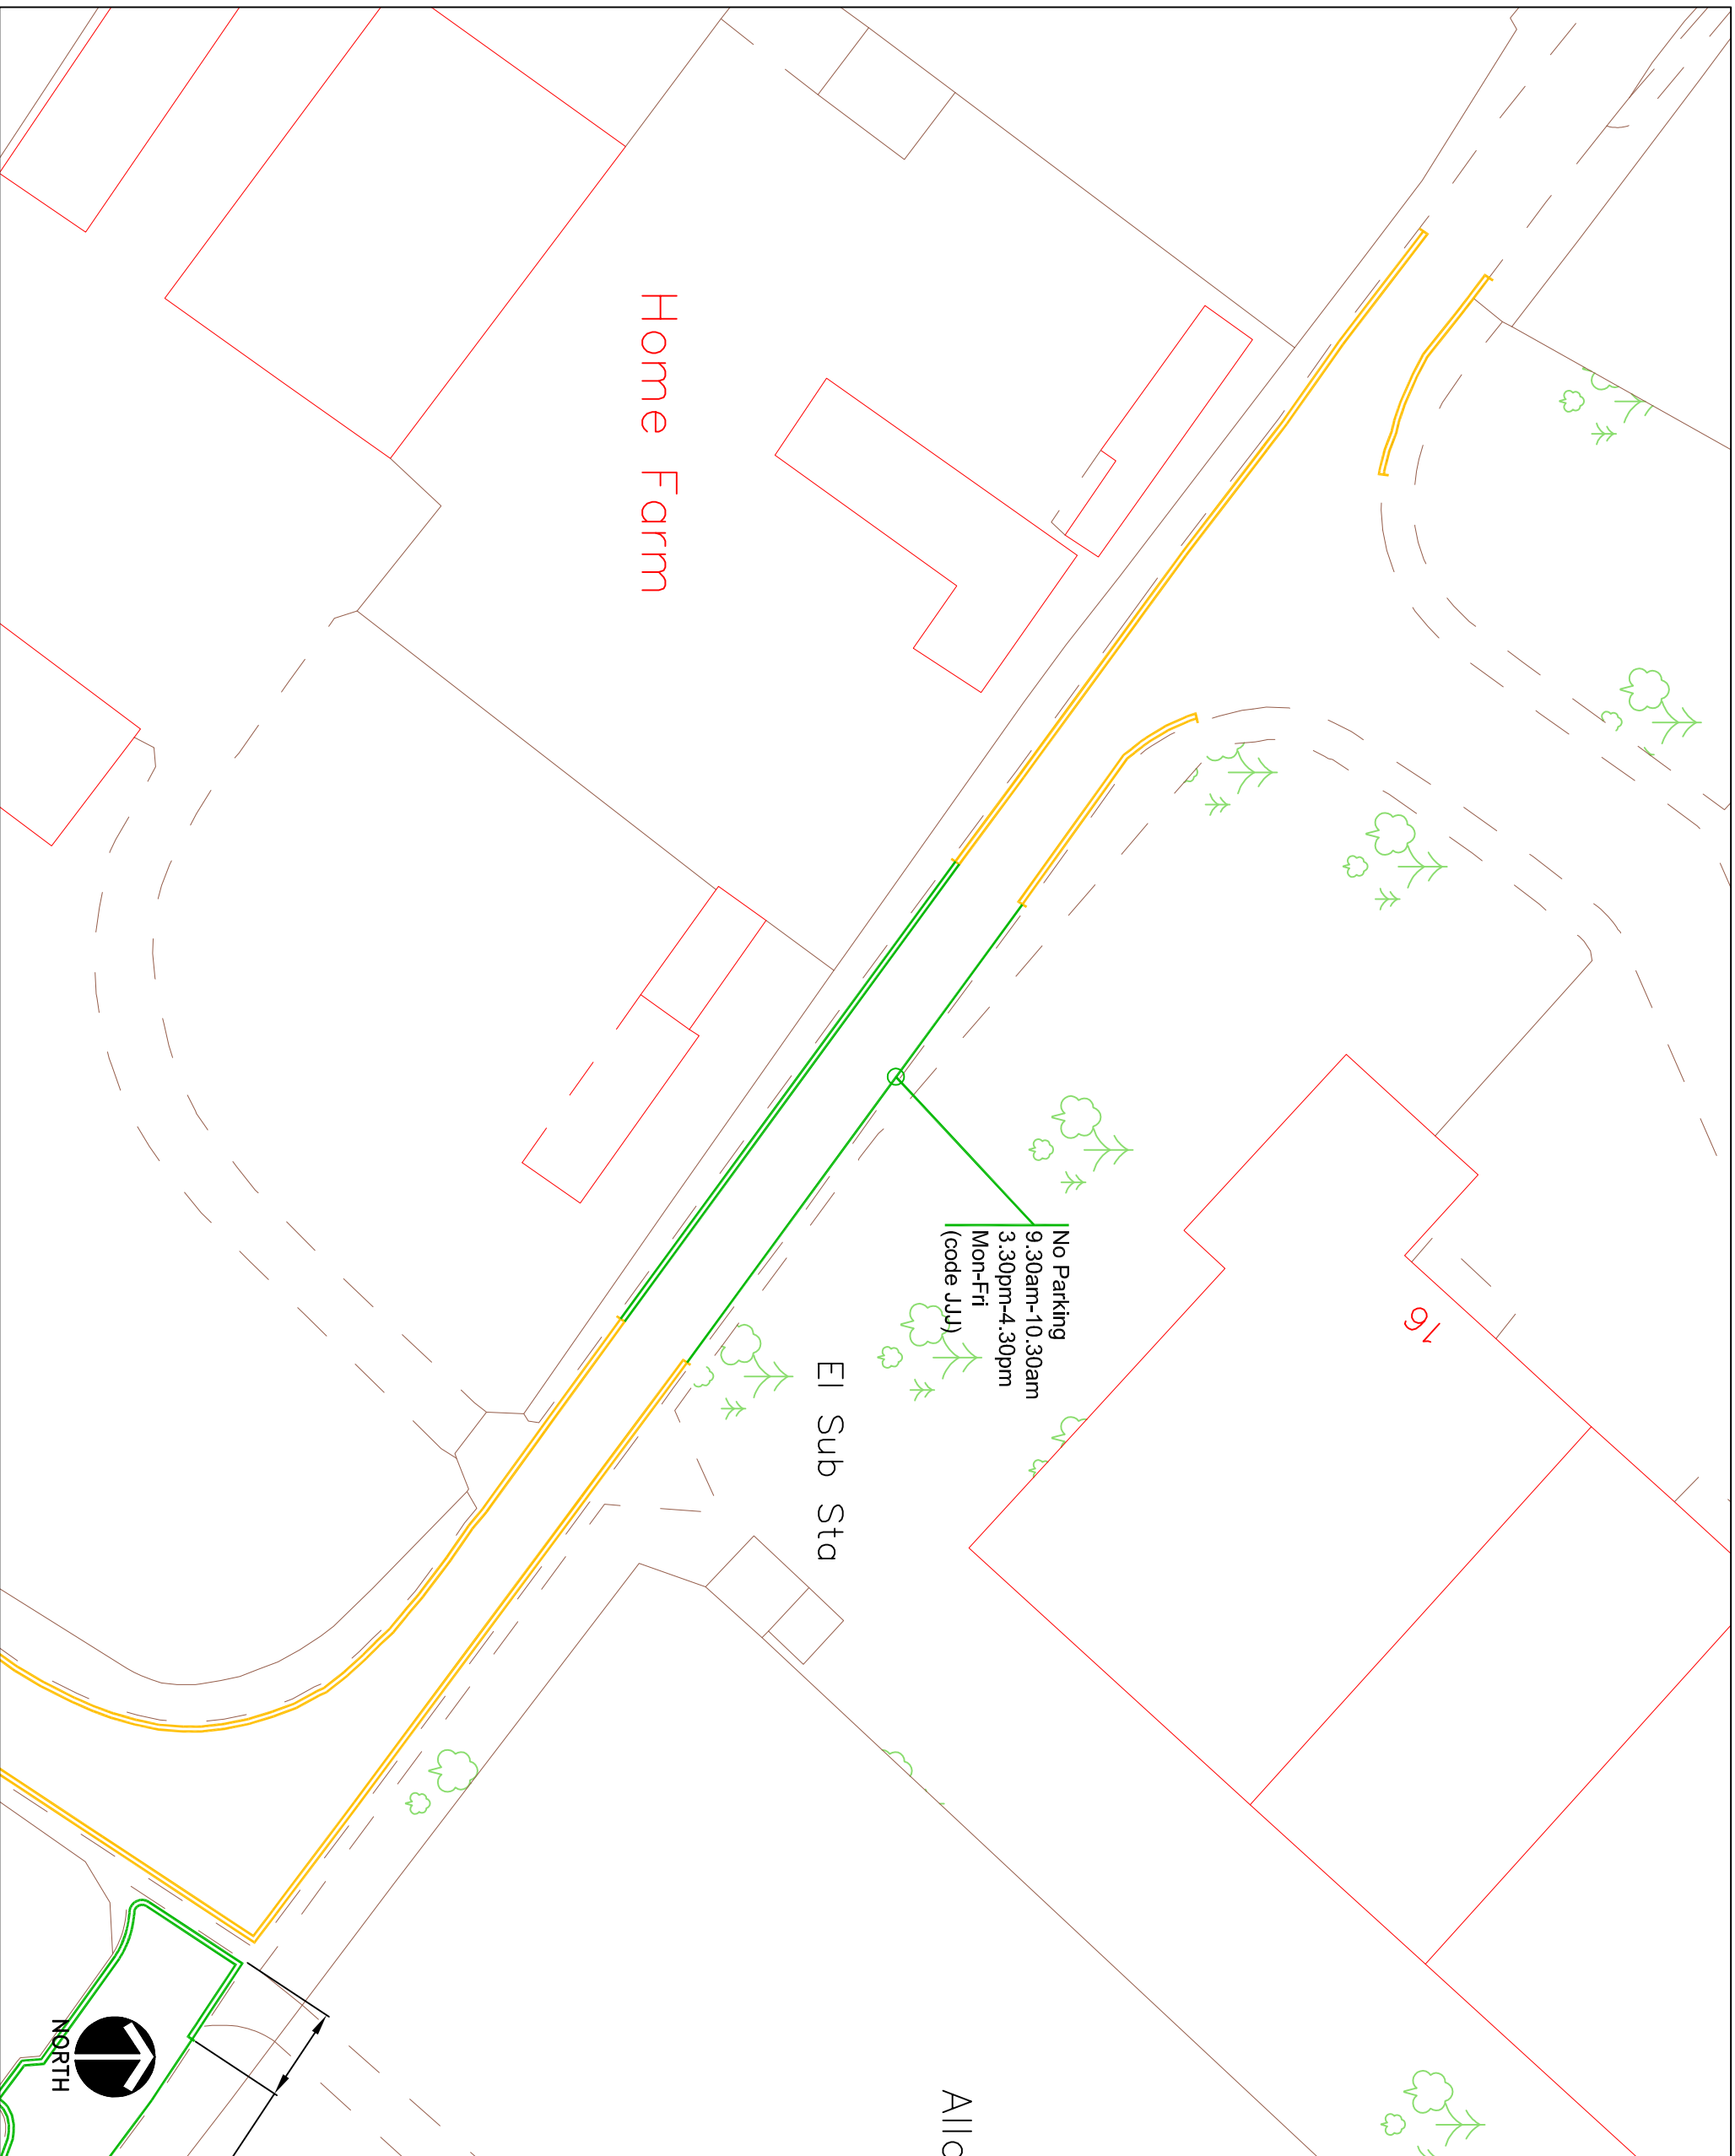 Home Farm
No Parking
9.30am-10.30am
3.30pm-4.30pm
Mon-Fri
(code JJJ)
16
El Sub Sta
NORTH